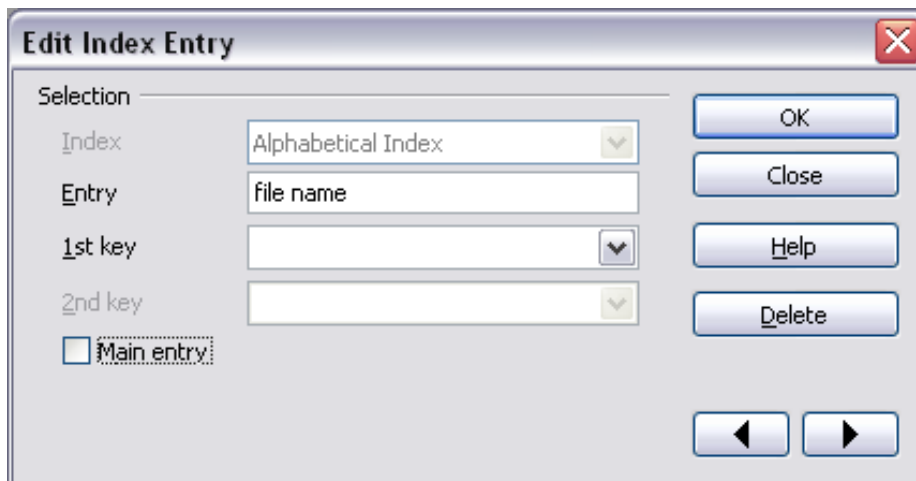 Edit Index Entry
Selection
Index
Alphabetical Index
Entry
file name
1st key
2nd key
Main entry
OK
Close
Help
Delete